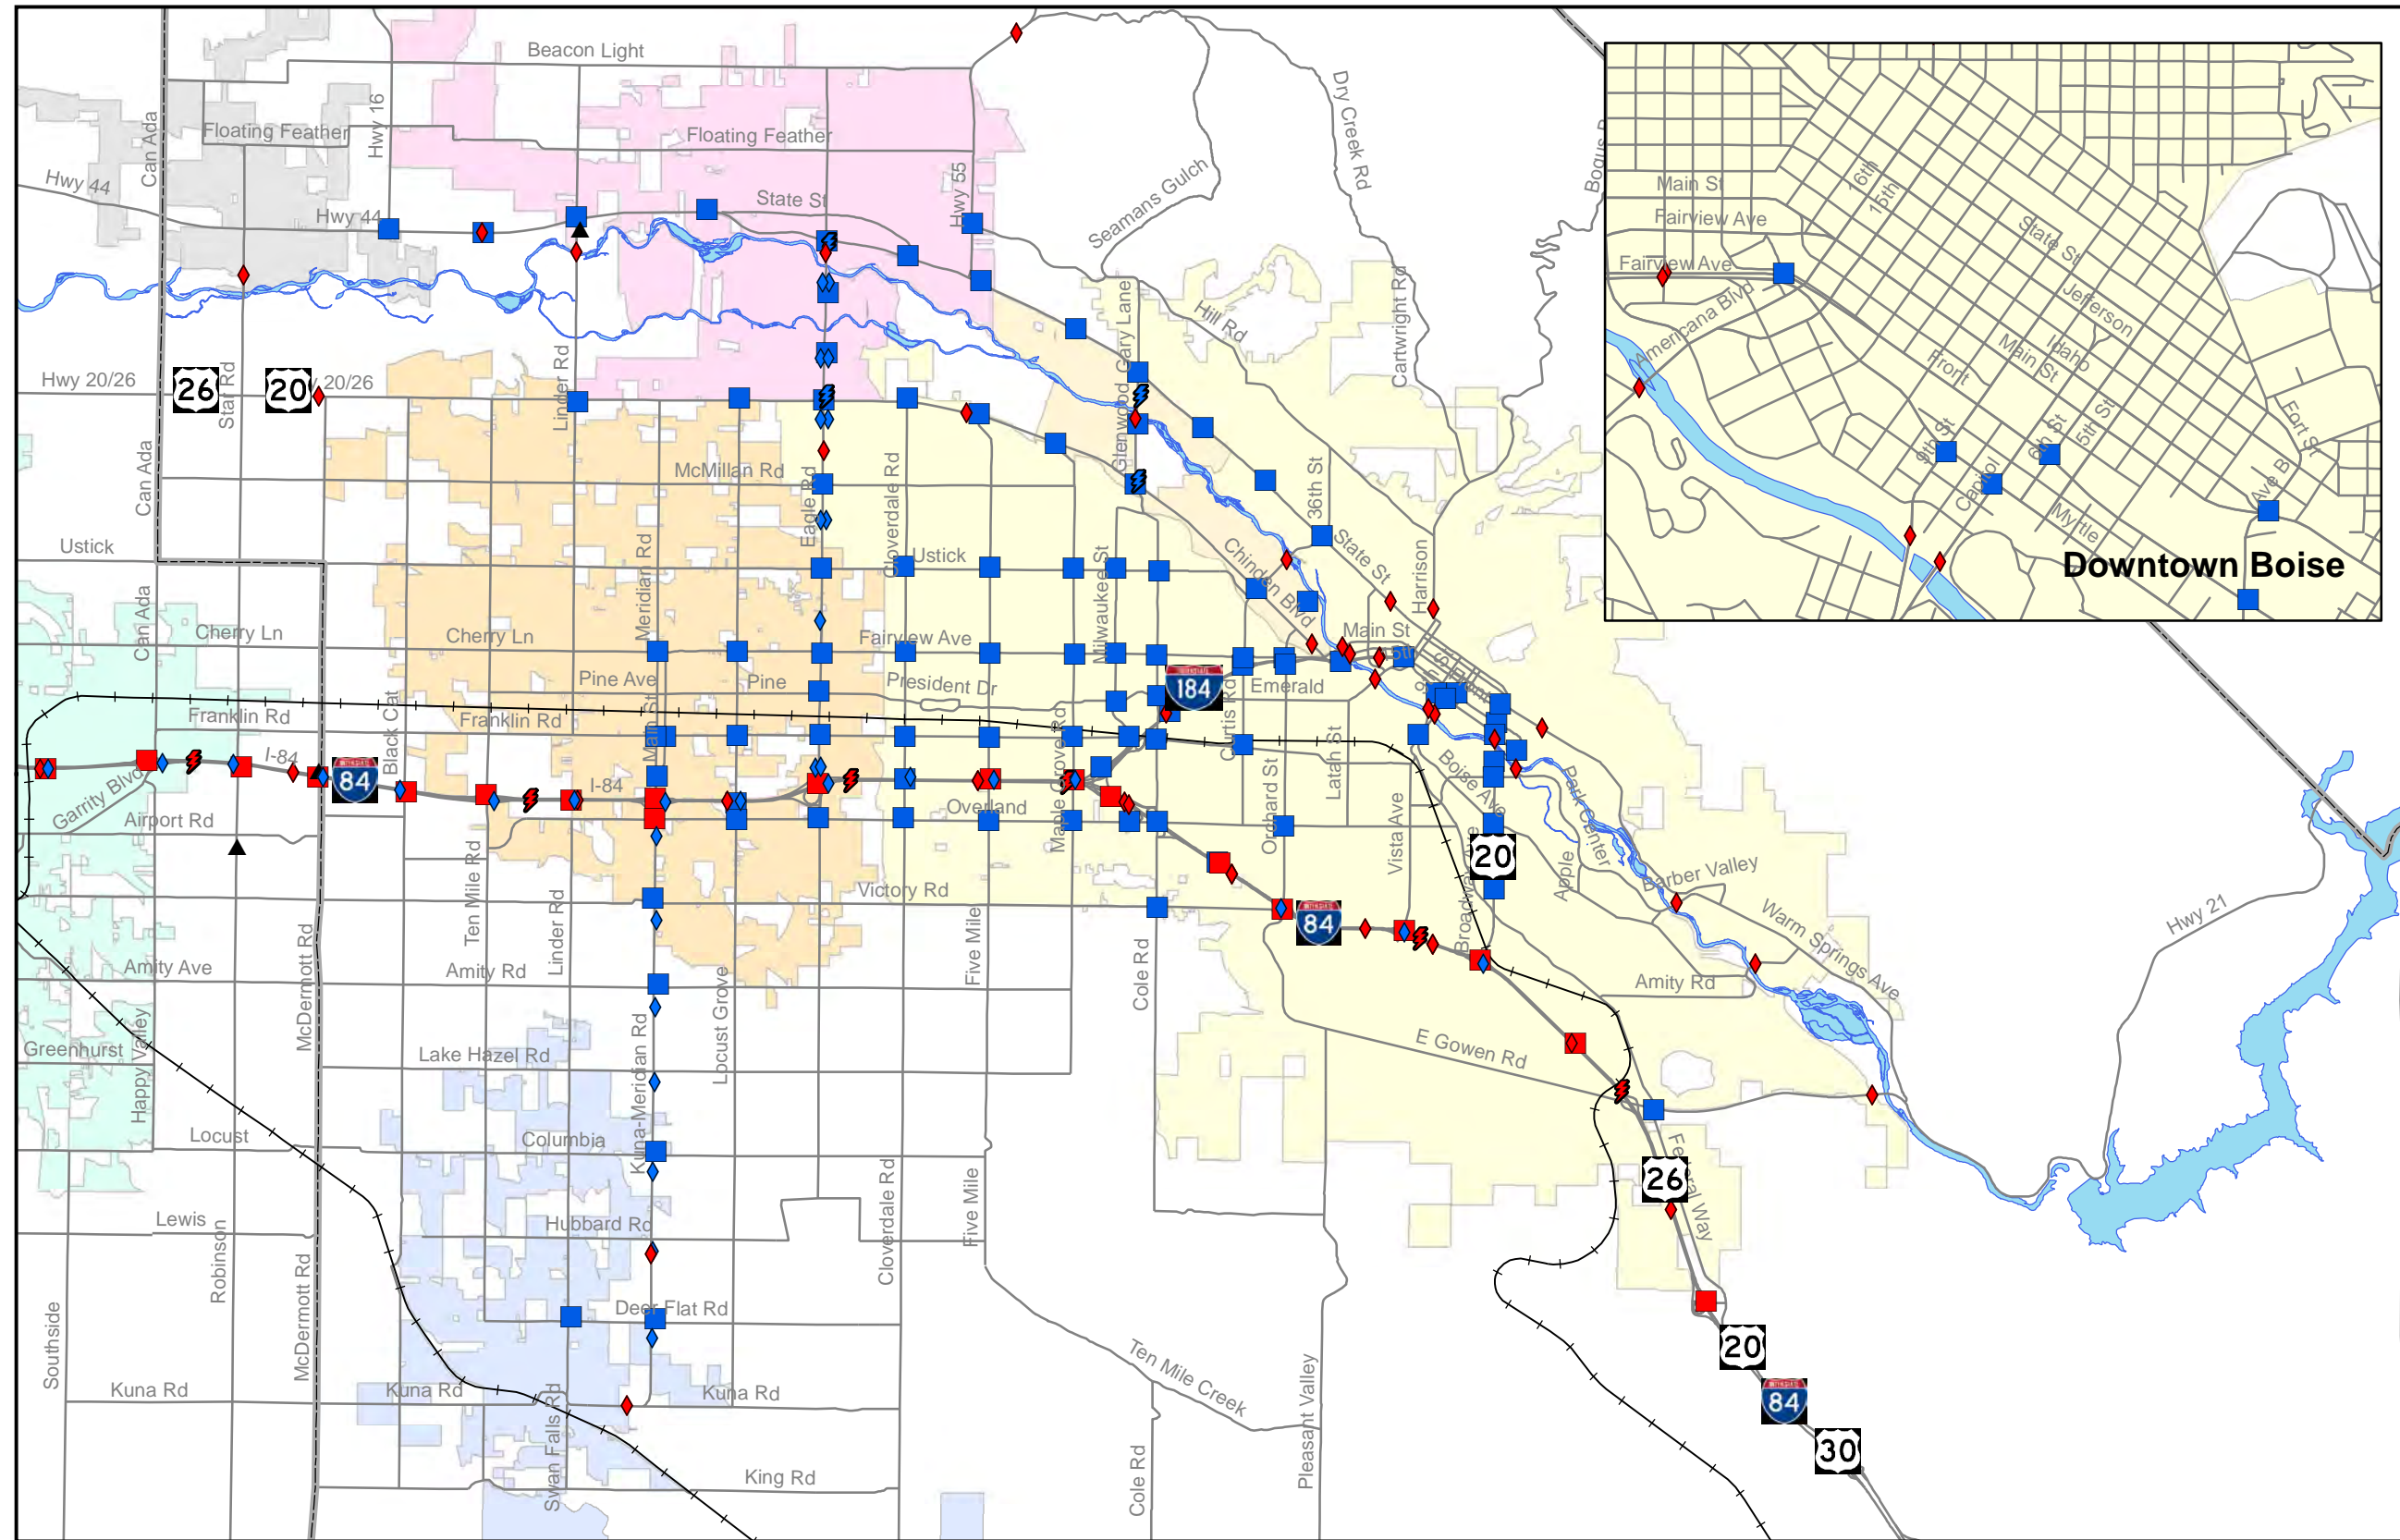 Beacon Light
Floating Feather
Floating Feather
Can Ada
Hwy 16
Hwy 44
Hwy 44
State St
Hwy 55
Seamans Gulch
Dry Creek Rd
Cartwright Rd
Hill Rd
Gary Lane
Glenwood
Hwy 20/26
26
Star Rd
20
20/26
Linder Rd
Can Ada
McMillan Rd
Eagle Rd
Cloverdale Rd
36th St
Ustick
Ustick
Meridian Rd
Milwaukee St
Chinden Blvd
State St
Harrison
Can Ada
Cherry Ln
Cherry Ln
Fairview Ave
Main St
15th
Pine Ave
Pine
President Dr
184
Emerald
Franklin Rd
Franklin Rd
Main St
Black Cat
Maple Grove Rd
Curtis Rd
Latah St
Orchard St
I-84
84
I-84
Garrity Blvd
Airport Rd
Overland
Vista Ave
Boise Ave
Broadway Ave
20
Apple
Park Center
Barber Valley
Warm Springs Ave
Hwy 21
Ten Mile Rd
Linder Rd
Victory Rd
Five Mile
Cole Rd
84
McDermott Rd
Amity Ave
Amity Rd
Amity Rd
Locust Grove
Greenhurst
Happy Valley
Lake Hazel Rd
Kuna-Meridian Rd
E Gowen Rd
Locust
Columbia
26
Federal Way
Lewis
Robinson
Hubbard Rd
Cloverdale Rd
Five Mile
McDermott Rd
Southside
Deer Flat Rd
Ten Mile Creek
Pleasant Valley
Kuna Rd
Kuna Rd
Kuna Rd
Swan Falls Rd
King Rd
Cole Rd
20
84
30
Main St
Fairview Ave
Fairview Ave
Americana Blvd
16th
15th
State St
Jefferson
Idaho
Main St
Front
9th St
Capitol
6th St
5th St
Myrtle
Fort St
Ave B
Downtown Boise